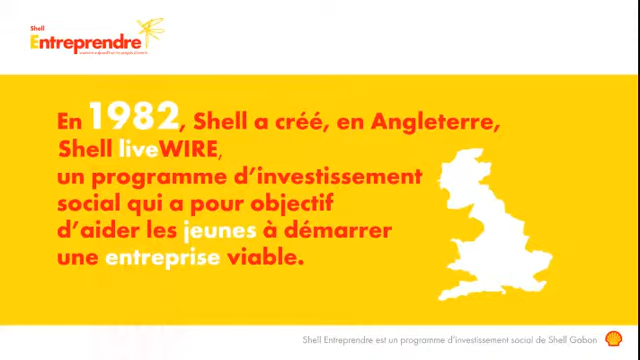 Shell
Entreprendre
En 1982, Shell a créé, en Angleterre,
Shell liveWIRE,
un programme d’investissement
social qui a pour objectif
d’aider les jeunes à démarrer
une entreprise viable.
Shell Entreprendre est un programme d’investissement social de Shell Gabon